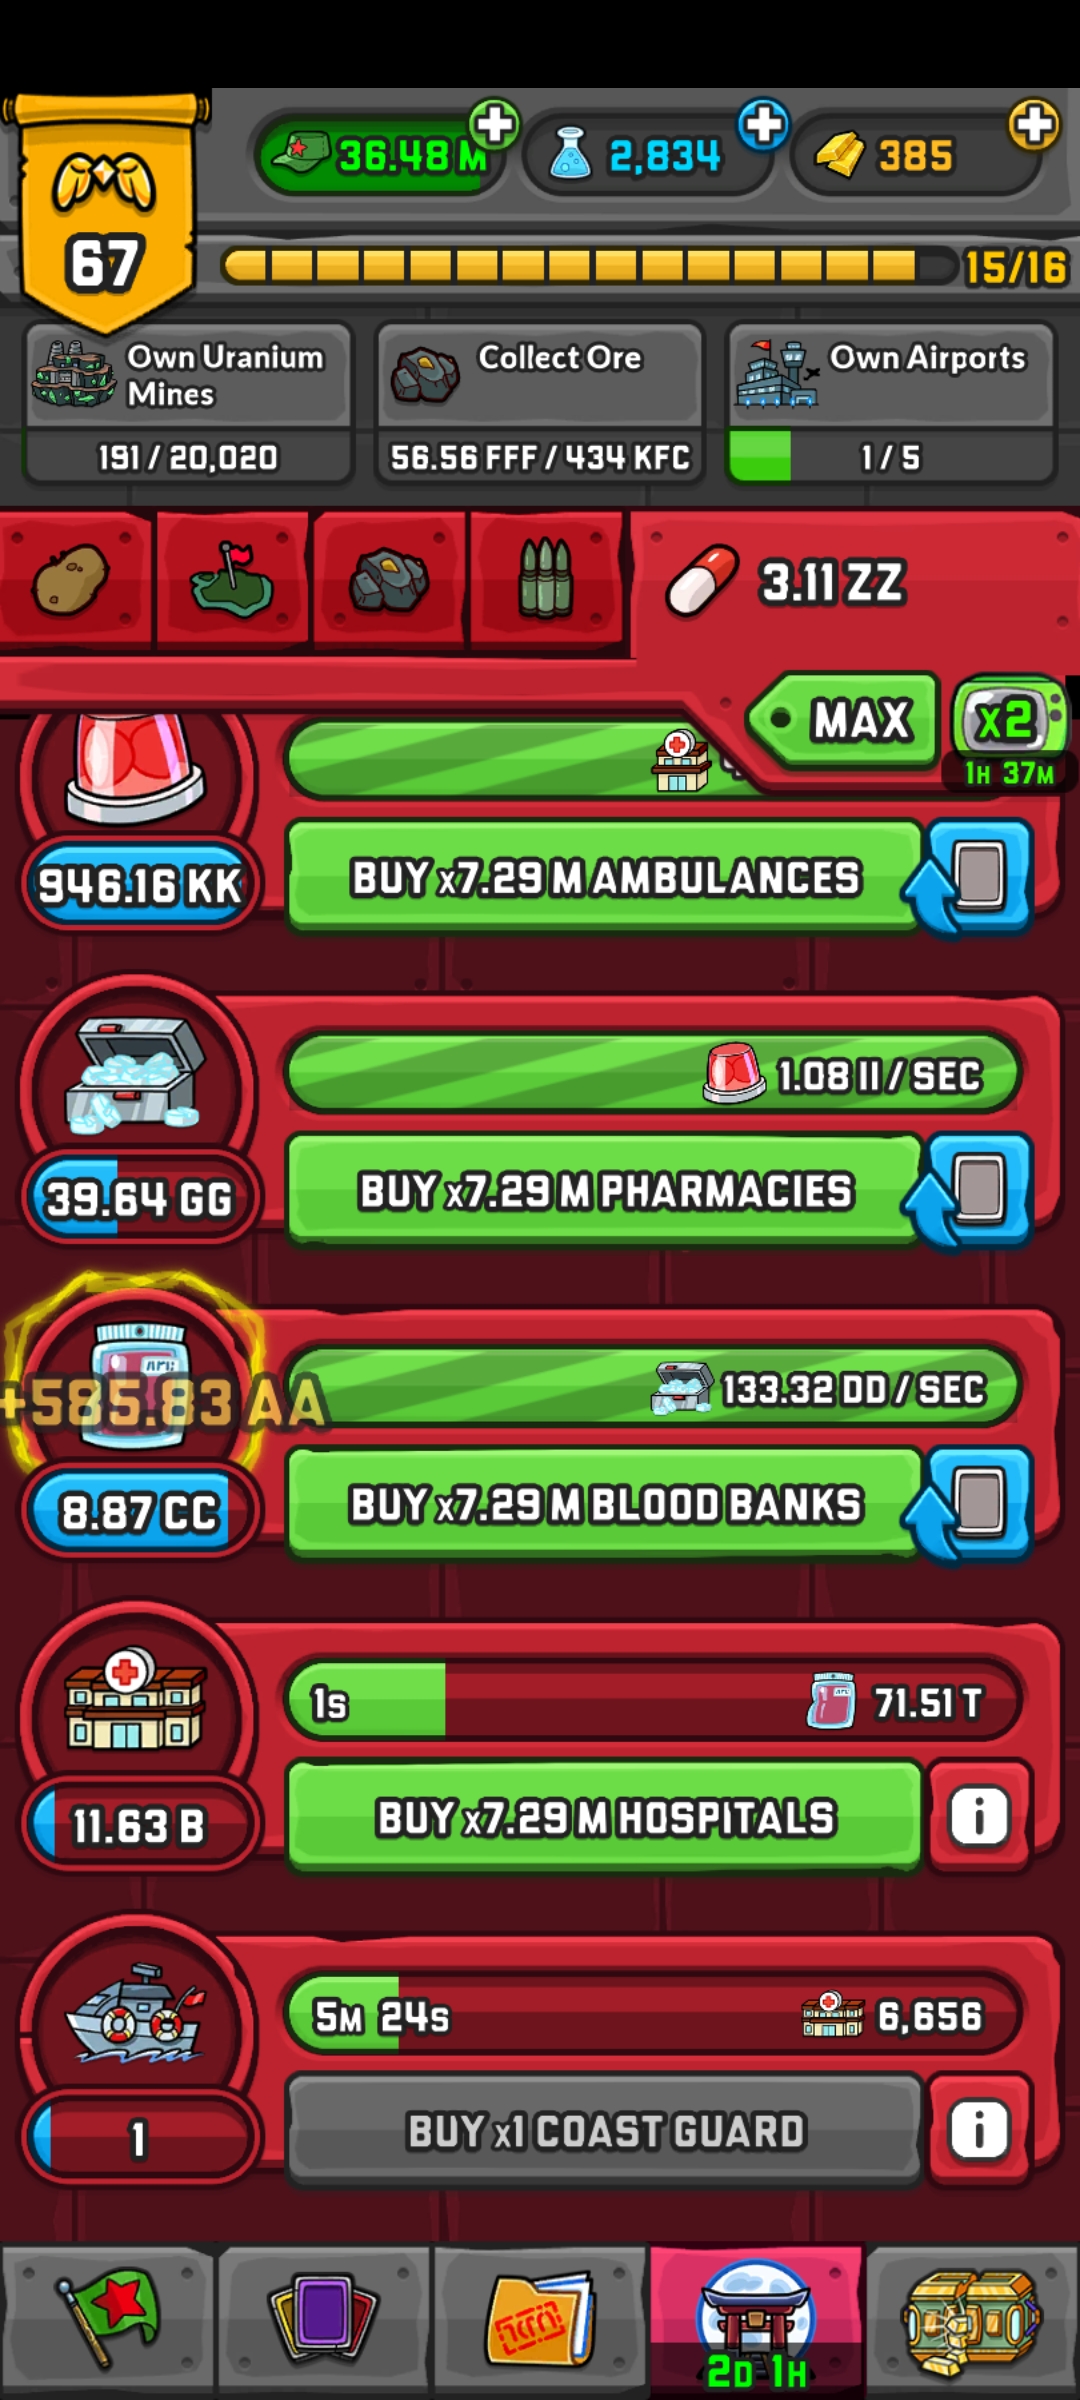 36.48 M
2,834
385
67
15/16
Own Uranium
Mines
191 / 20,020
Collect Ore
56.56 FFF / 434 KFC
Own Airports
1 / 5
3.11 ZZ
MAX
x2
1H 37M
946.16 KK
BUY x7.29 M AMBULANCES
1.08 II / SEC
39.64 GG
BUY x7.29 M PHARMACIES
+585.83 AA
133.32 DD / SEC
8.87 CC
BUY x7.29 M BLOOD BANKS
1s
71.51 T
11.63 B
BUY x7.29 M HOSPITALS
i
5M 24s
6,656
1
BUY x1 COAST GUARD
i
2D 1H